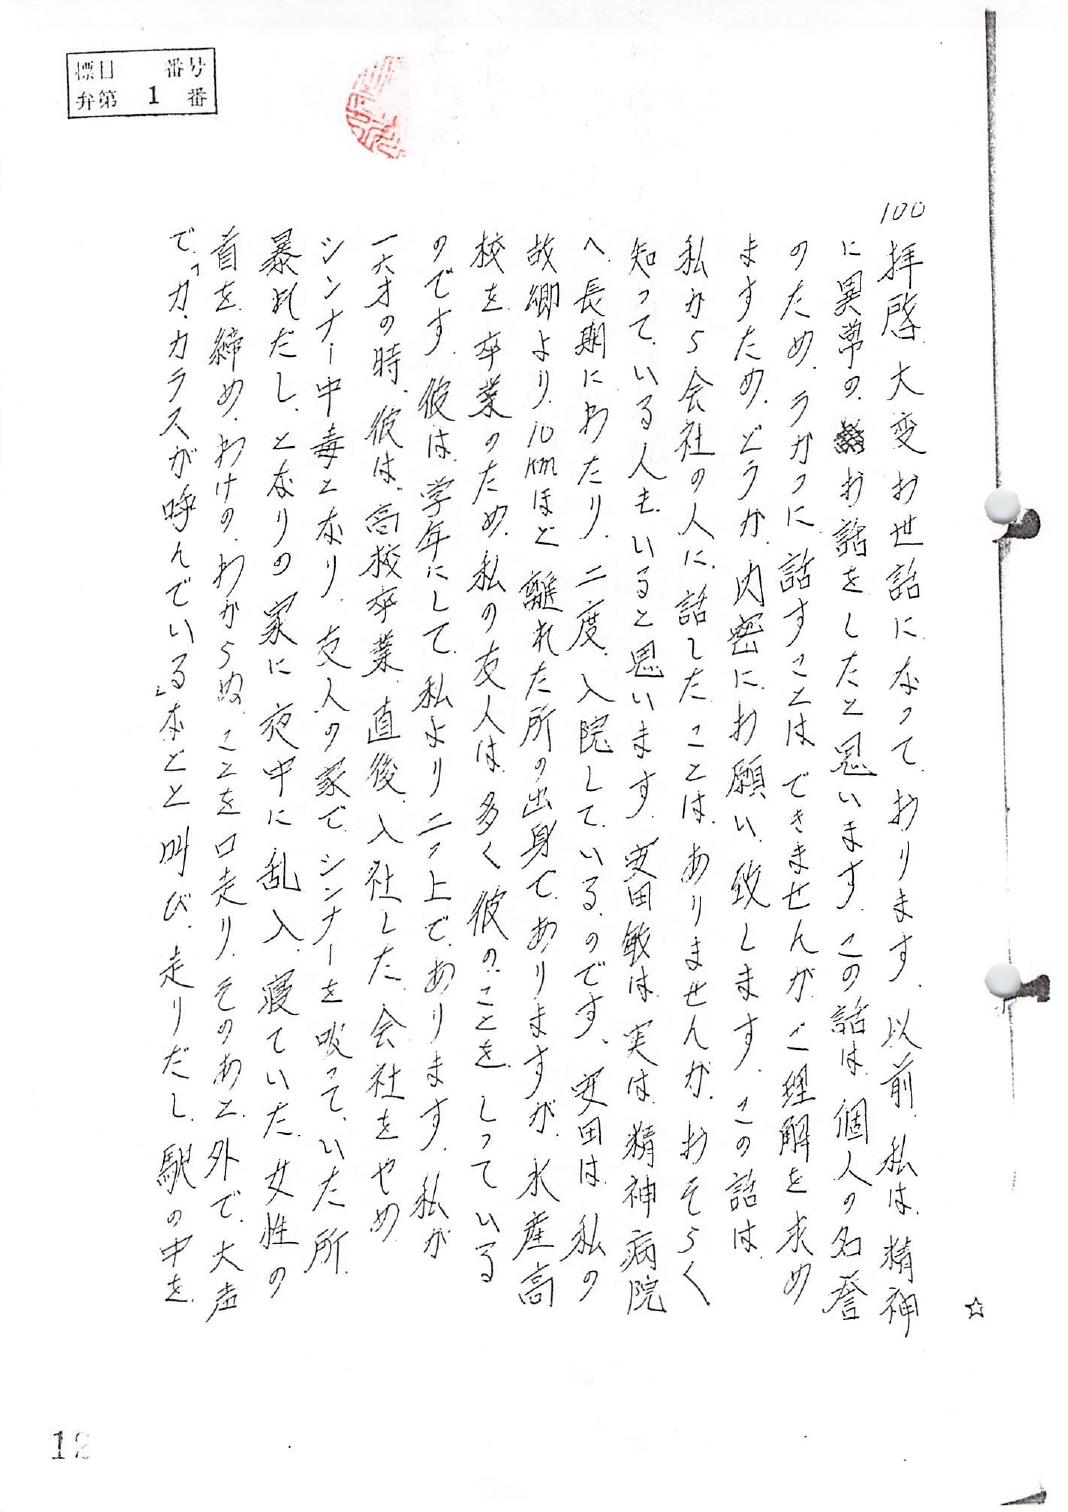 標目 番号
弁第 1 番
100
拝啓、大変お世話になって、おります。以前、私は、精神
に異常の、お話をしたと思います。この話は、個人の名誉
のため、うかつに話すことは、できませんが、ご理解を求め
ますため、どうか、内密に、お願い、致します。この話は、
私から会社の人に、話したことは、ありませんが、おそらく
知って、いる人も、いると思います。安田敏は、実は、精神病院
へ、長期にわたり、二度、入院して、いるのです。安田は、私の
故郷より、10kmほど離れた所の出身で、ありますが、水産高
校を卒業のため、私の友人は、多く彼の、ことを、しっている
のです。彼は、学年にして、私より二つ上で、あります。私が
一六才の時、彼は、高校卒業、直後、入社した、会社をやめ、
シンナー中毒となり、友人の家で、シンナーを吸って、いた所、
暴れだし、となりの家に夜中に乱入、寝ていた、女性の
首を、締め、わけの、わからぬ、ことを口走り、そのあと、外で、大声
で、「カ、カラスが呼んでいる」などと叫び、走りだし、駅の中を、
☆